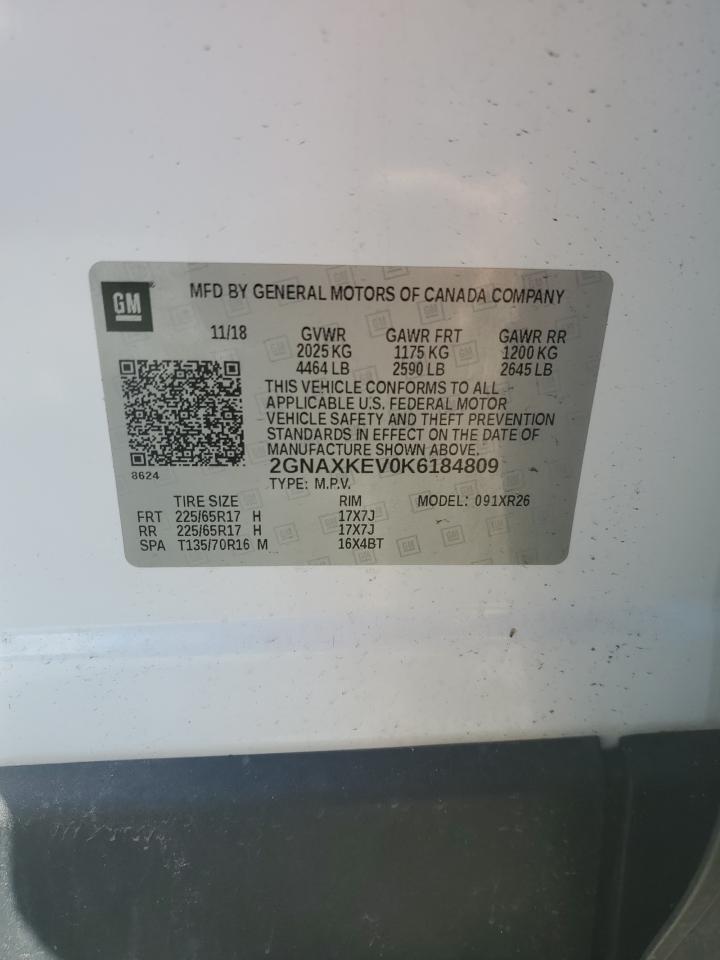 GM
MFD BY GENERAL MOTORS OF CANADA COMPANY
11/18 GVWR GAWR FRT GAWR RR
2025 KG 1175 KG 1200 KG
4464 LB 2590 LB 2645 LB
THIS VEHICLE CONFORMS TO ALL
APPLICABLE U.S. FEDERAL MOTOR
VEHICLE SAFETY AND THEFT PREVENTION
STANDARDS IN EFFECT ON THE DATE OF
MANUFACTURE SHOWN ABOVE.
8624
2GNAXKEV0K6184809
TYPE: M.P.V.
TIRE SIZE RIM MODEL: 091XR26
FRT 225/65R17 H 17X7J
RR 225/65R17 H 17X7J
SPA T135/70R16 M 16X4BT